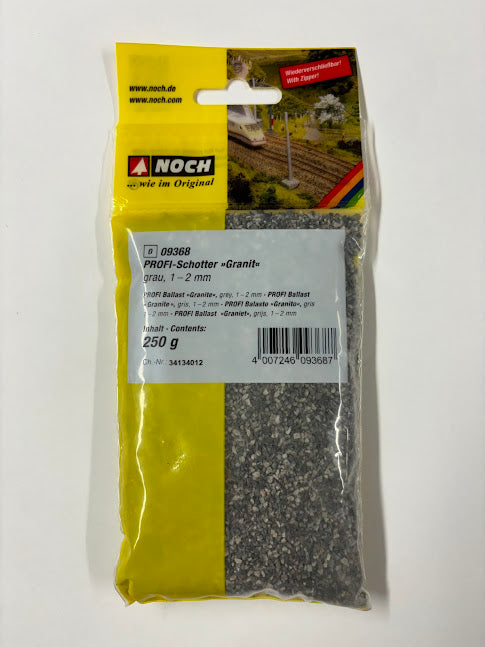 www.noch.de
www.noch.com
Wiederverschließbar!
With Zipper!
NOCH
...wie im Original
B 09368
PROFI-Schotter »Granit«
grau, 1 – 2 mm
PROFI Ballast »Granite«, grey, 1 – 2 mm · PROFI Ballast
»Granite«, gris, 1 – 2 mm · PROFI Balasto »Granito«, gris
1 – 2 mm · PROFI Ballast »Graniet«, grijs, 1 – 2 mm
Inhalt · Contents:
250 g
Ch.-Nr.: 34134012
4 007246 093687